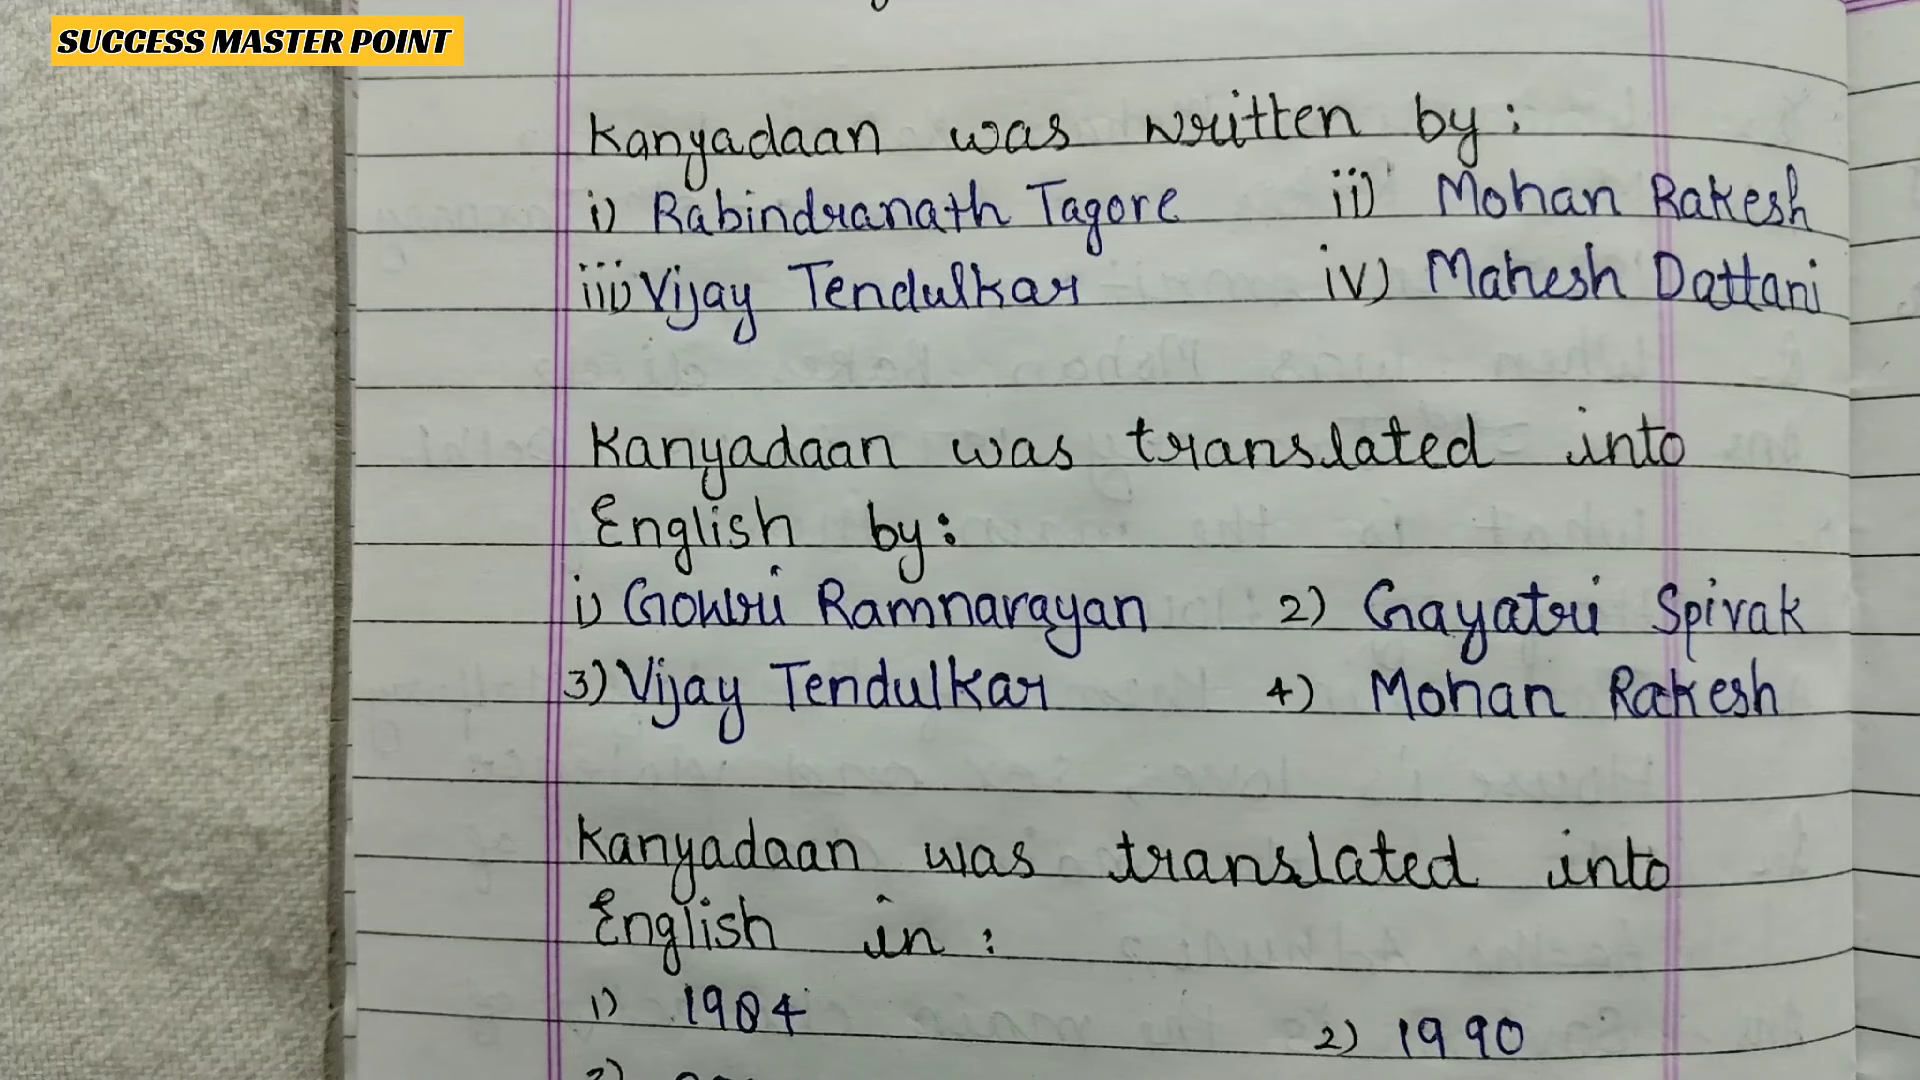 SUCCESS MASTER POINT
Kanyadaan was written by:
i) Rabindranath Tagore ii) Mohan Rakesh
iii) Vijay Tendulkar iv) Mahesh Dattani
Kanyadaan was translated into
English by:
i) Gowri Ramnarayan 2) Gayatri Spivak
3) Vijay Tendulkar 4) Mohan Rakesh
Kanyadaan was translated into
English in:
1) 1984 2) 1990